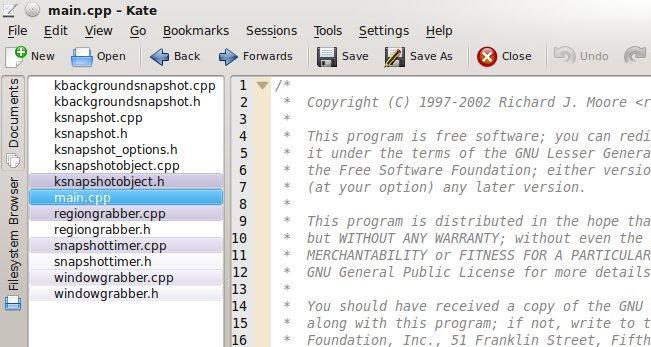 main.cpp – Kate
File Edit View Go Bookmarks Sessions Tools Settings Help
New Open Back Forwards Save Save As Close Undo
Documents
Filesystem Browser
kbackgroundsnapshot.cpp
kbackgroundsnapshot.h
ksnapshot.cpp
ksnapshot.h
ksnapshot_options.h
ksnapshotobject.cpp
ksnapshotobject.h
main.cpp
regiongrabber.cpp
regiongrabber.h
snapshottimer.cpp
snapshottimer.h
windowgrabber.cpp
windowgrabber.h
1 /*
2 * Copyright (C) 1997-2002 Richard J. Moore <r
3 *
4 * This program is free software; you can redi
5 * it under the terms of the GNU Lesser Genera
6 * the Free Software Foundation; either versio
7 * (at your option) any later version.
8 *
9 * This program is distributed in the hope tha
10 * but WITHOUT ANY WARRANTY; without even the
11 * MERCHANTABILITY or FITNESS FOR A PARTICULAR
12 * GNU General Public License for more details
13 *
14 * You should have received a copy of the GNU
15 * along with this program; if not, write to t
16 * Foundation, Inc., 51 Franklin Street, Fifth